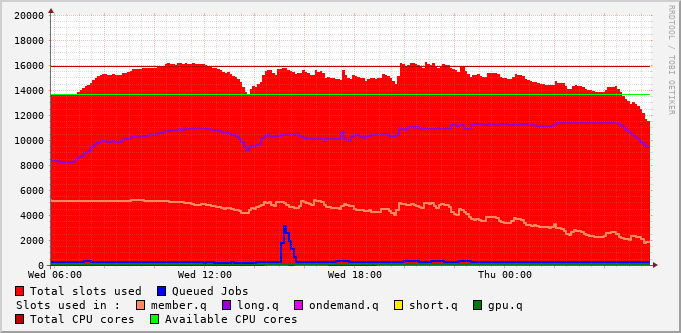 20000
18000
16000
14000
12000
10000
8000
6000
4000
2000
0
Wed 06:00 Wed 12:00 Wed 18:00 Thu 00:00
RRDTOOL / TOBI OETIKER
Total slots used Queued Jobs
Slots used in : member.q long.q ondemand.q short.q gpu.q
Total CPU cores Available CPU cores